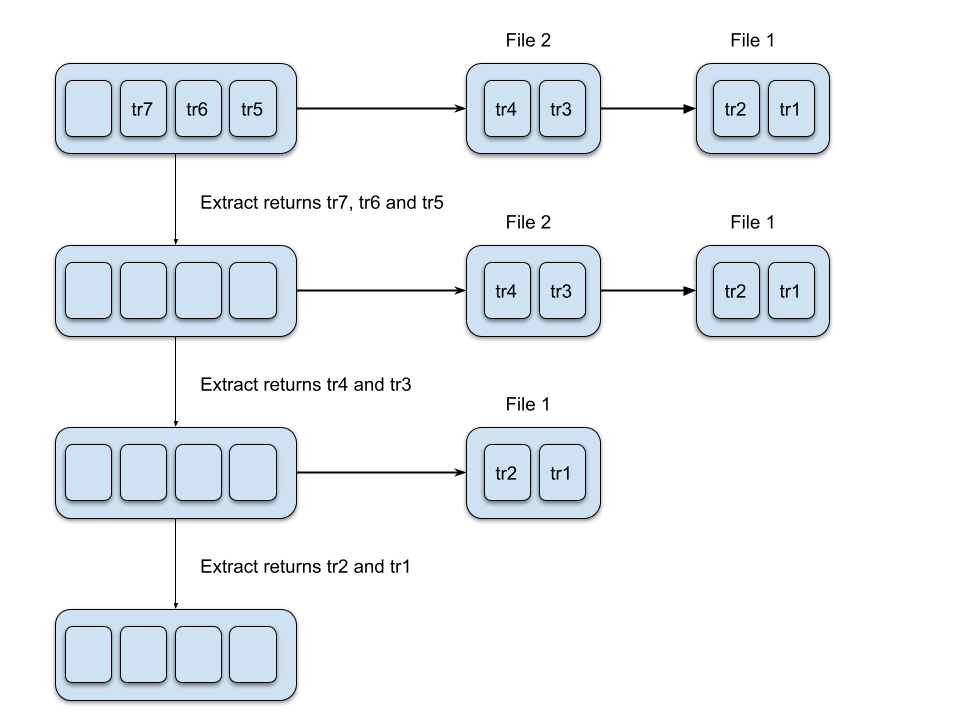 File 2
File 1
tr7 tr6 tr5
tr4 tr3
tr2 tr1
Extract returns tr7, tr6 and tr5
File 2
File 1
tr4 tr3
tr2 tr1
Extract returns tr4 and tr3
File 1
tr2 tr1
Extract returns tr2 and tr1